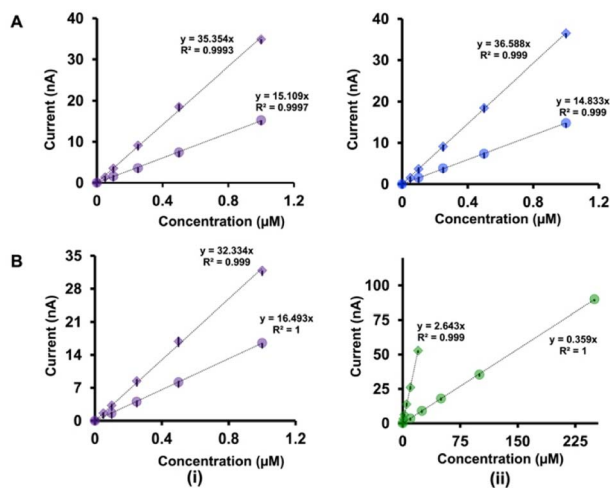 A
40
30
20
10
0
Current (nA)
y = 35.354x
R² = 0.9993
y = 15.109x
R² = 0.9997
0
0.4
0.8
1.2
Concentration (µM)
40
30
20
10
0
Current (nA)
y = 36.588x
R² = 0.999
y = 14.833x
R² = 0.999
0
0.4
0.8
1.2
Concentration (µM)
B
35
28
21
14
7
0
Current (nA)
y = 32.334x
R² = 0.999
y = 16.493x
R² = 1
0
0.4
0.8
1.2
Concentration (µM)
(i)
100
75
50
25
0
Current (nA)
y = 2.643x
R² = 0.999
y = 0.359x
R² = 1
0
75
150
225
Concentration (µM)
(ii)